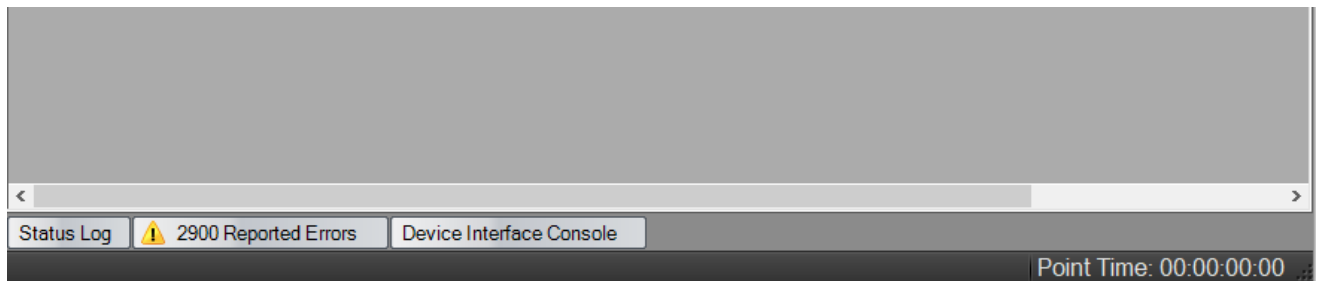 Status Log
2900 Reported Errors
Device Interface Console
Point Time: 00:00:00:00